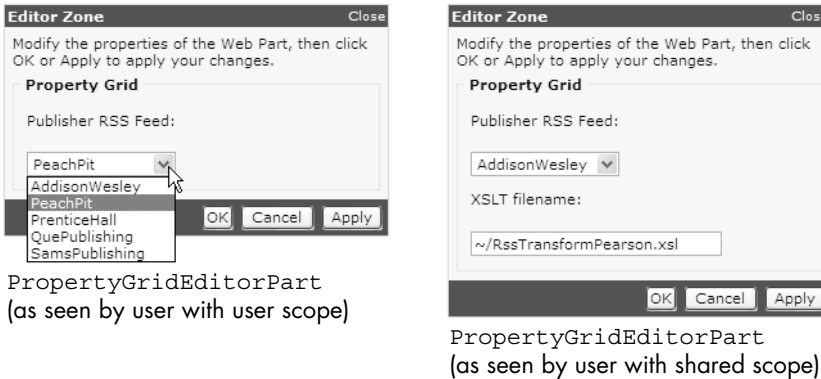 Editor Zone Close
Modify the properties of the Web Part, then click
OK or Apply to apply your changes.
Property Grid
Publisher RSS Feed:
PeachPit
AddisonWesley
PeachPit
PrenticeHall
QuePublishing
SamsPublishing
OK Cancel Apply
PropertyGridEditorPart
(as seen by user with user scope)
Editor Zone Clos
Modify the properties of the Web Part, then click
OK or Apply to apply your changes.
Property Grid
Publisher RSS Feed:
AddisonWesley
XSLT filename:
~/RssTransformPearson.xsl
OK Cancel Apply
PropertyGridEditorPart
(as seen by user with shared scope)